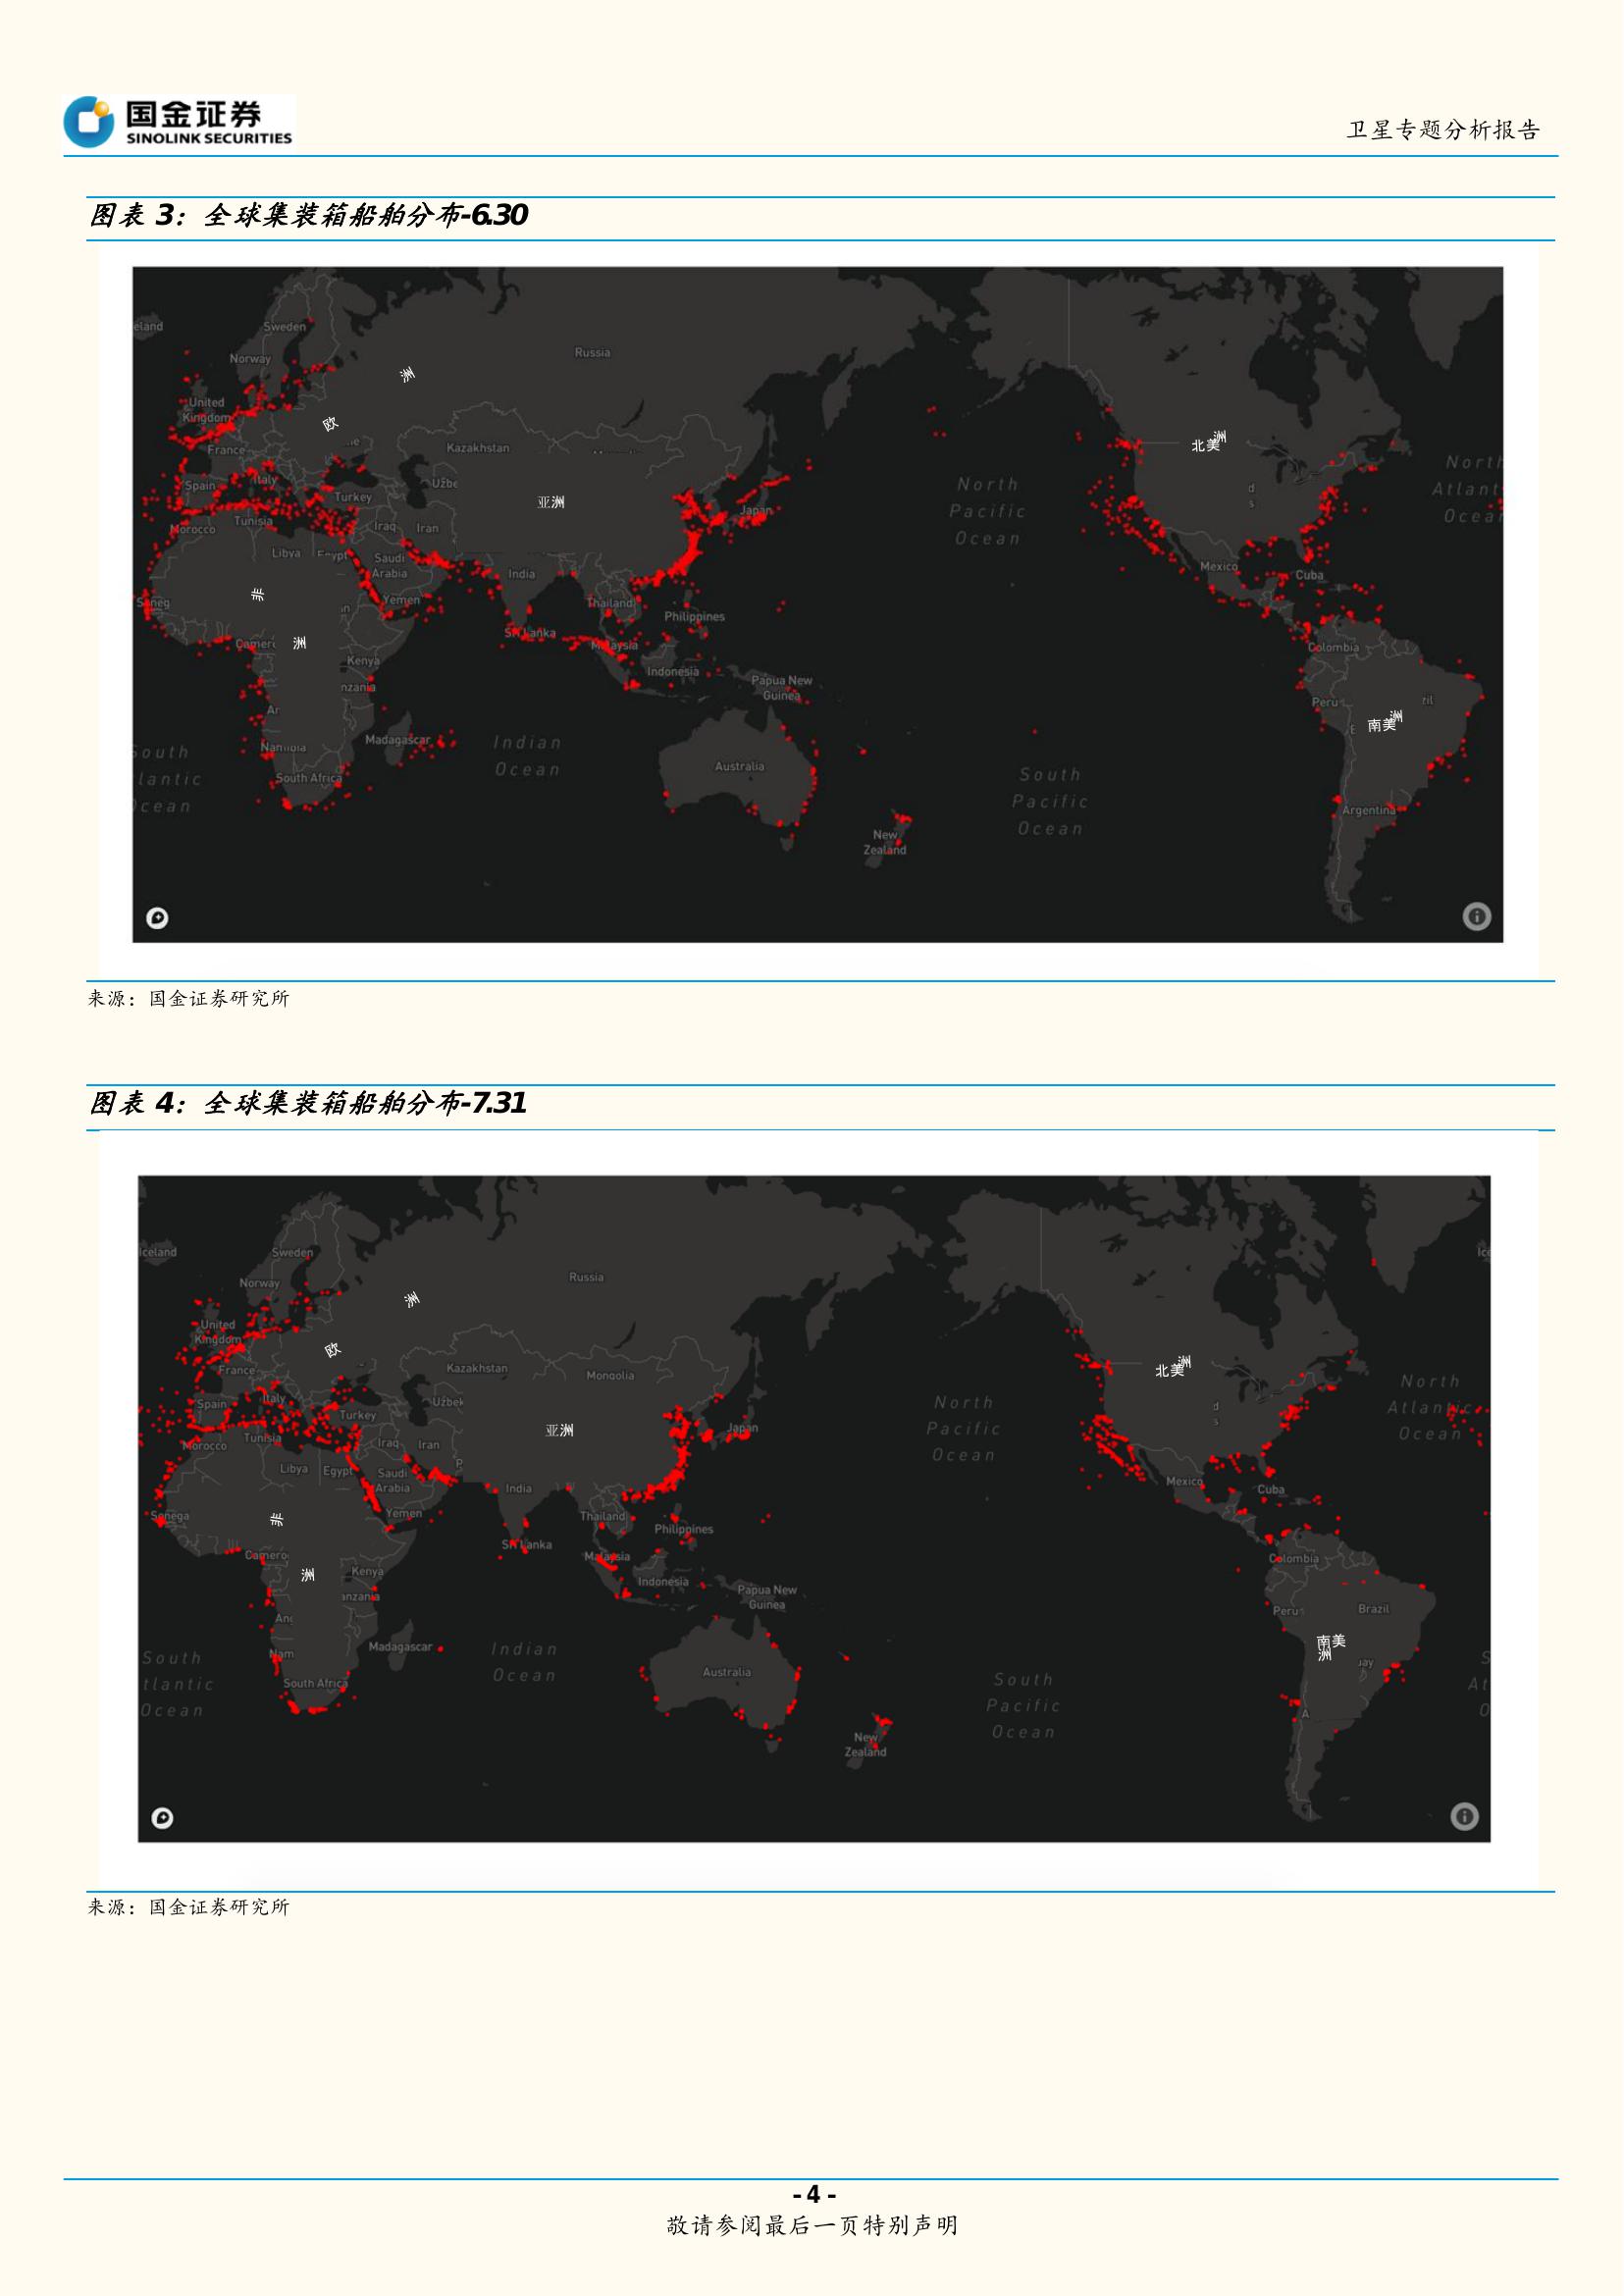 国金证券
SINOLINK SECURITIES
卫星专题分析报告
图表 3：全球集装箱船舶分布-6.30
eland
Sweden
Norway
Russia
洲
United
Kingdom
欧
北美洲
France
Kazakhstan
Italy
Spain
Turkey
Uzbe
亚洲
North
Pacific
Ocean
North
Atlant
Ocean
Japan
Morocco
Tunisia
Iraq
Iran
Libya
Egypt
Saudi
Arabia
India
Mexico
Cuba
非
Seneg
Yemen
Thailand
Philippines
洲
Camero
Sri Lanka
Malaysia
Colombia
Kenya
Indonesia
nzania
Papua New
Guinea
Peru
zil
南美洲
Namibia
Madagascar
South
lantic
Ocean
Indian
Ocean
Australia
South
Pacific
Ocean
South Africa
Argentina
New
Zealand
来源：国金证券研究所
图表 4：全球集装箱船舶分布-7.31
Iceland
Sweden
Norway
Russia
洲
United
Kingdom
欧
北美洲
France
Kazakhstan
Mongolia
Italy
Spain
Turkey
Uzbek
亚洲
North
Pacific
Ocean
North
Atlantic
Ocean
Japan
Morocco
Tunisia
Iraq
Iran
Libya
Egypt
Saudi
Arabia
India
Mexico
Cuba
非
Senega
Yemen
Thailand
Philippines
Sri Lanka
Camero
洲
Malaysia
Colombia
Kenya
Indonesia
anzania
Papua New
Guinea
Peru
Brazil
Ang
南美
洲
uay
Nam
Madagascar
South
tlantic
Ocean
Indian
Ocean
Australia
South
Pacific
Ocean
South Africa
New
Zealand
来源：国金证券研究所
- 4 -
敬请参阅最后一页特别声明